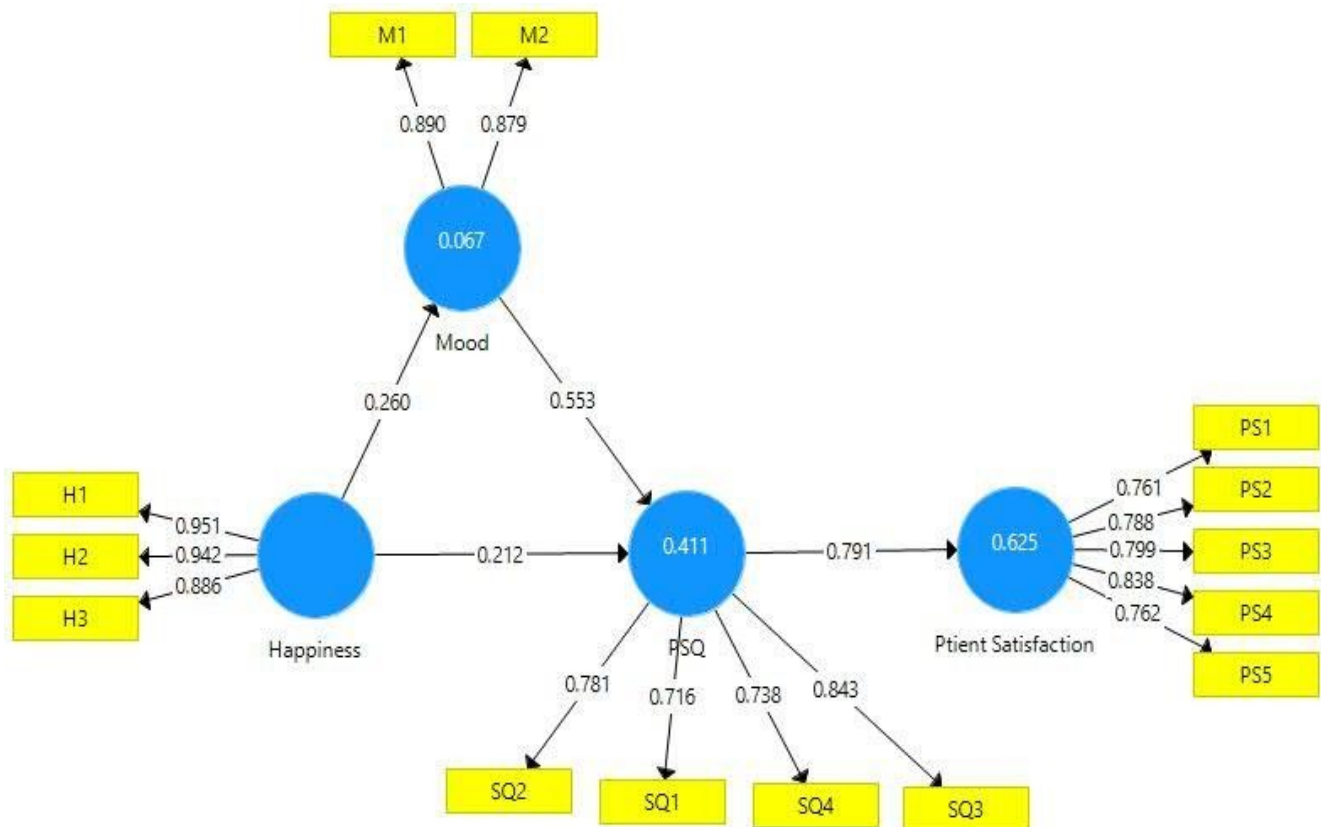 M1 M2
0.890 0.879
0.067
Mood
0.260 0.553
PS1
0.761
PS2
H1
0.788
0.951
H2
0.942
0.212
0.411
0.791
0.625
0.799
PS3
0.886
0.838
PS4
H3
0.762
Happiness
PSQ
Ptient Satisfaction
PS5
0.781 0.716 0.738 0.843
SQ2 SQ1 SQ4 SQ3